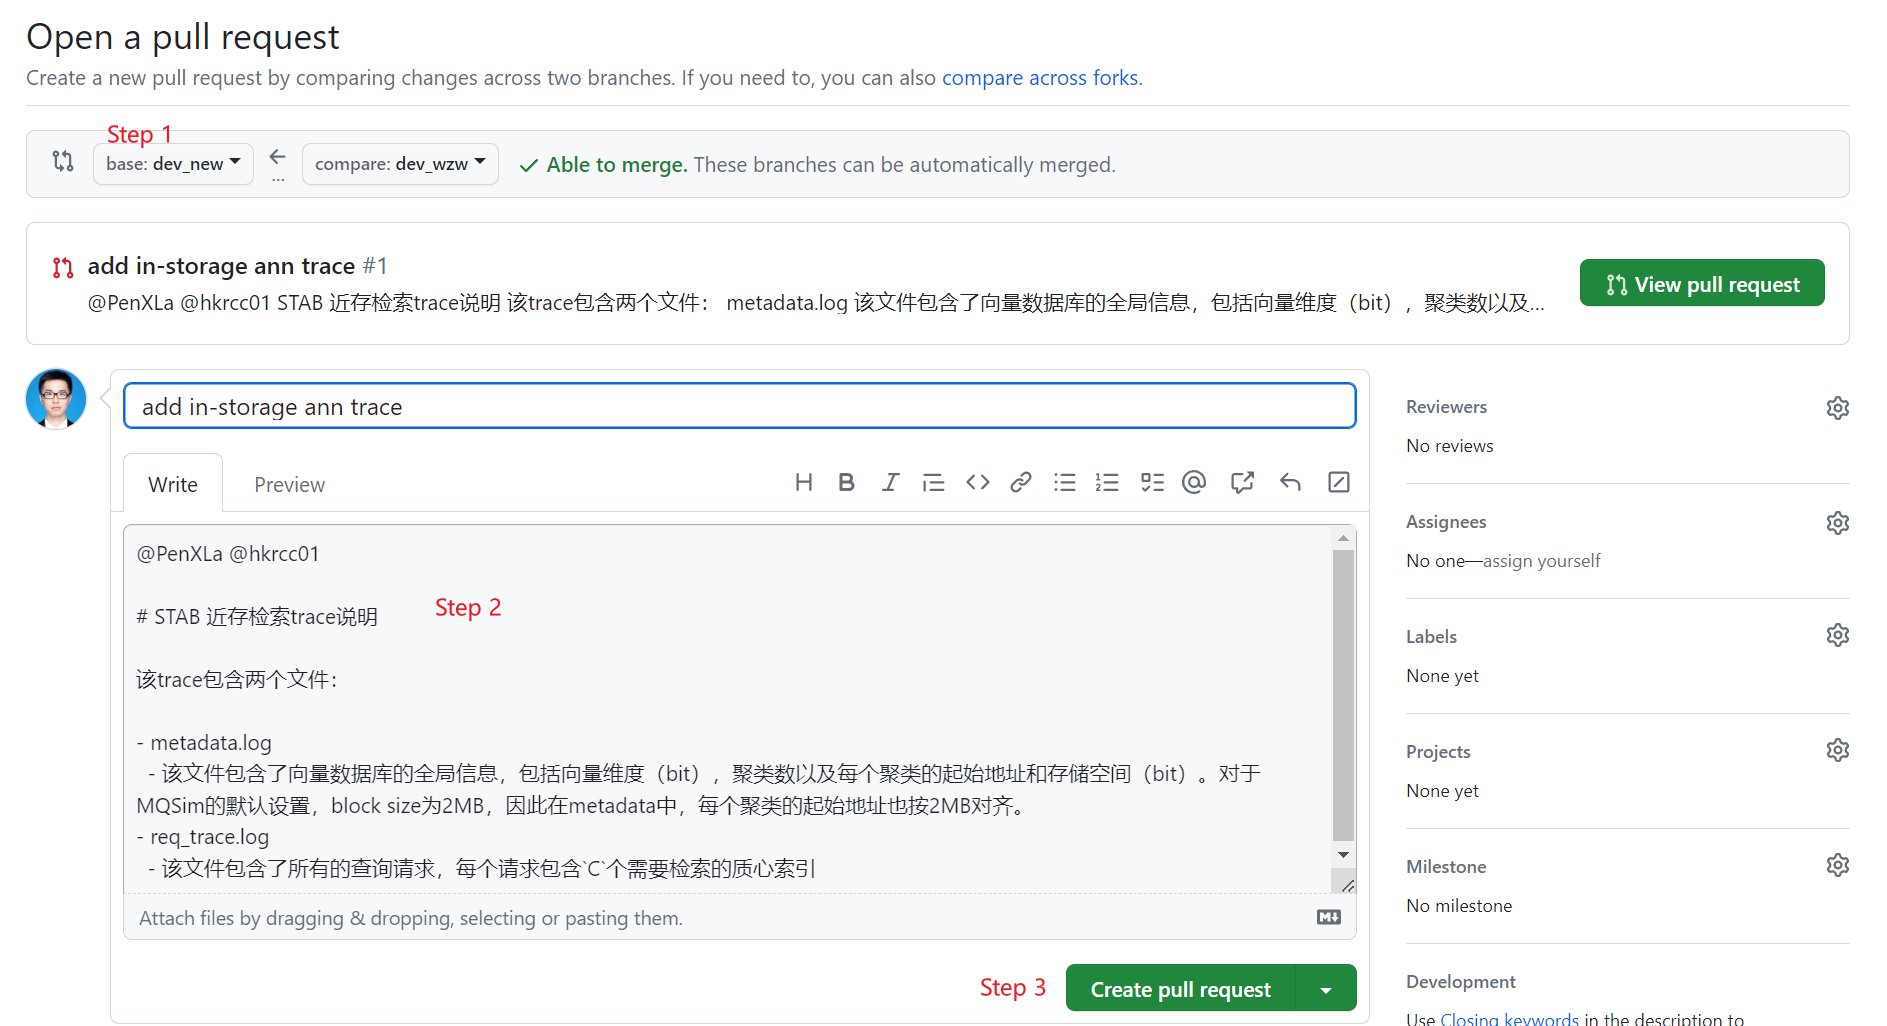 Open a pull request
Create a new pull request by comparing changes across two branches. If you need to, you can also compare across forks.
Step 1
base: dev_new
...
compare: dev_wzw
Able to merge. These branches can be automatically merged.
add in-storage ann trace #1
@PenXLa @hkrcc01 STAB 近存检索trace说明 该trace包含两个文件： metadata.log 该文件包含了向量数据库的全局信息，包括向量维度（bit），聚类数以及...
View pull request
add in-storage ann trace
Write
Preview
@PenXLa @hkrcc01
# STAB 近存检索trace说明
Step 2
该trace包含两个文件：
- metadata.log
- 该文件包含了向量数据库的全局信息，包括向量维度（bit），聚类数以及每个聚类的起始地址和存储空间（bit）。对于
MQSim的默认设置，block size为2MB，因此在metadata中，每个聚类的起始地址也按2MB对齐。
- req_trace.log
- 该文件包含了所有的查询请求，每个请求包含`C`个需要检索的质心索引
Attach files by dragging & dropping, selecting or pasting them.
Step 3
Create pull request
Reviewers
No reviews
Assignees
No one—assign yourself
Labels
None yet
Projects
None yet
Milestone
No milestone
Development
Use Closing keywords in the description to